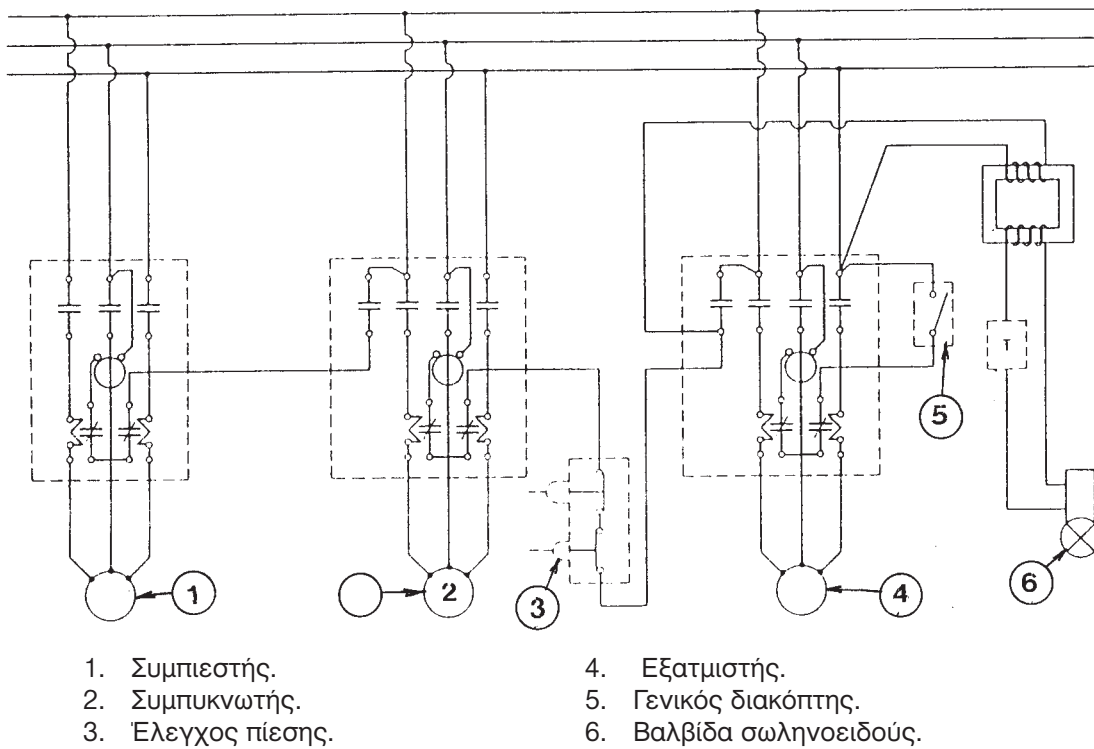 1
2
3
4
5
6
T
1. Συμπιεστής.
2. Συμπυκνωτής.
3. Έλεγχος πίεσης.
4. Εξατμιστής.
5. Γενικός διακόπτης.
6. Βαλβίδα σωληνοειδούς.